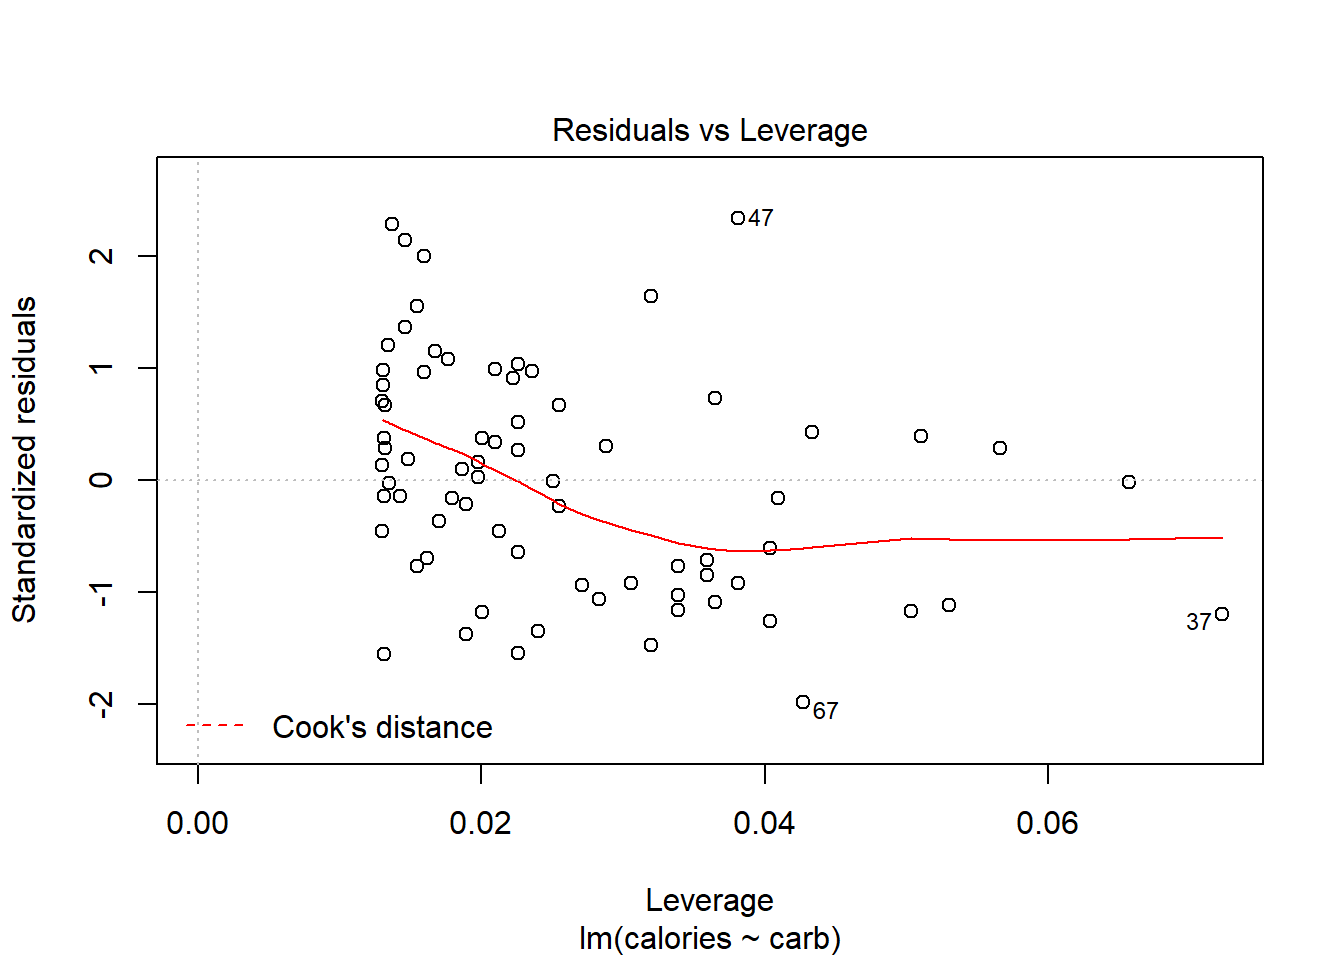 Residuals vs Leverage
Standardized residuals
2
1
0
-1
-2
47
37
67
Cook's distance
0.00 0.02 0.04 0.06
Leverage
lm(calories ~ carb)